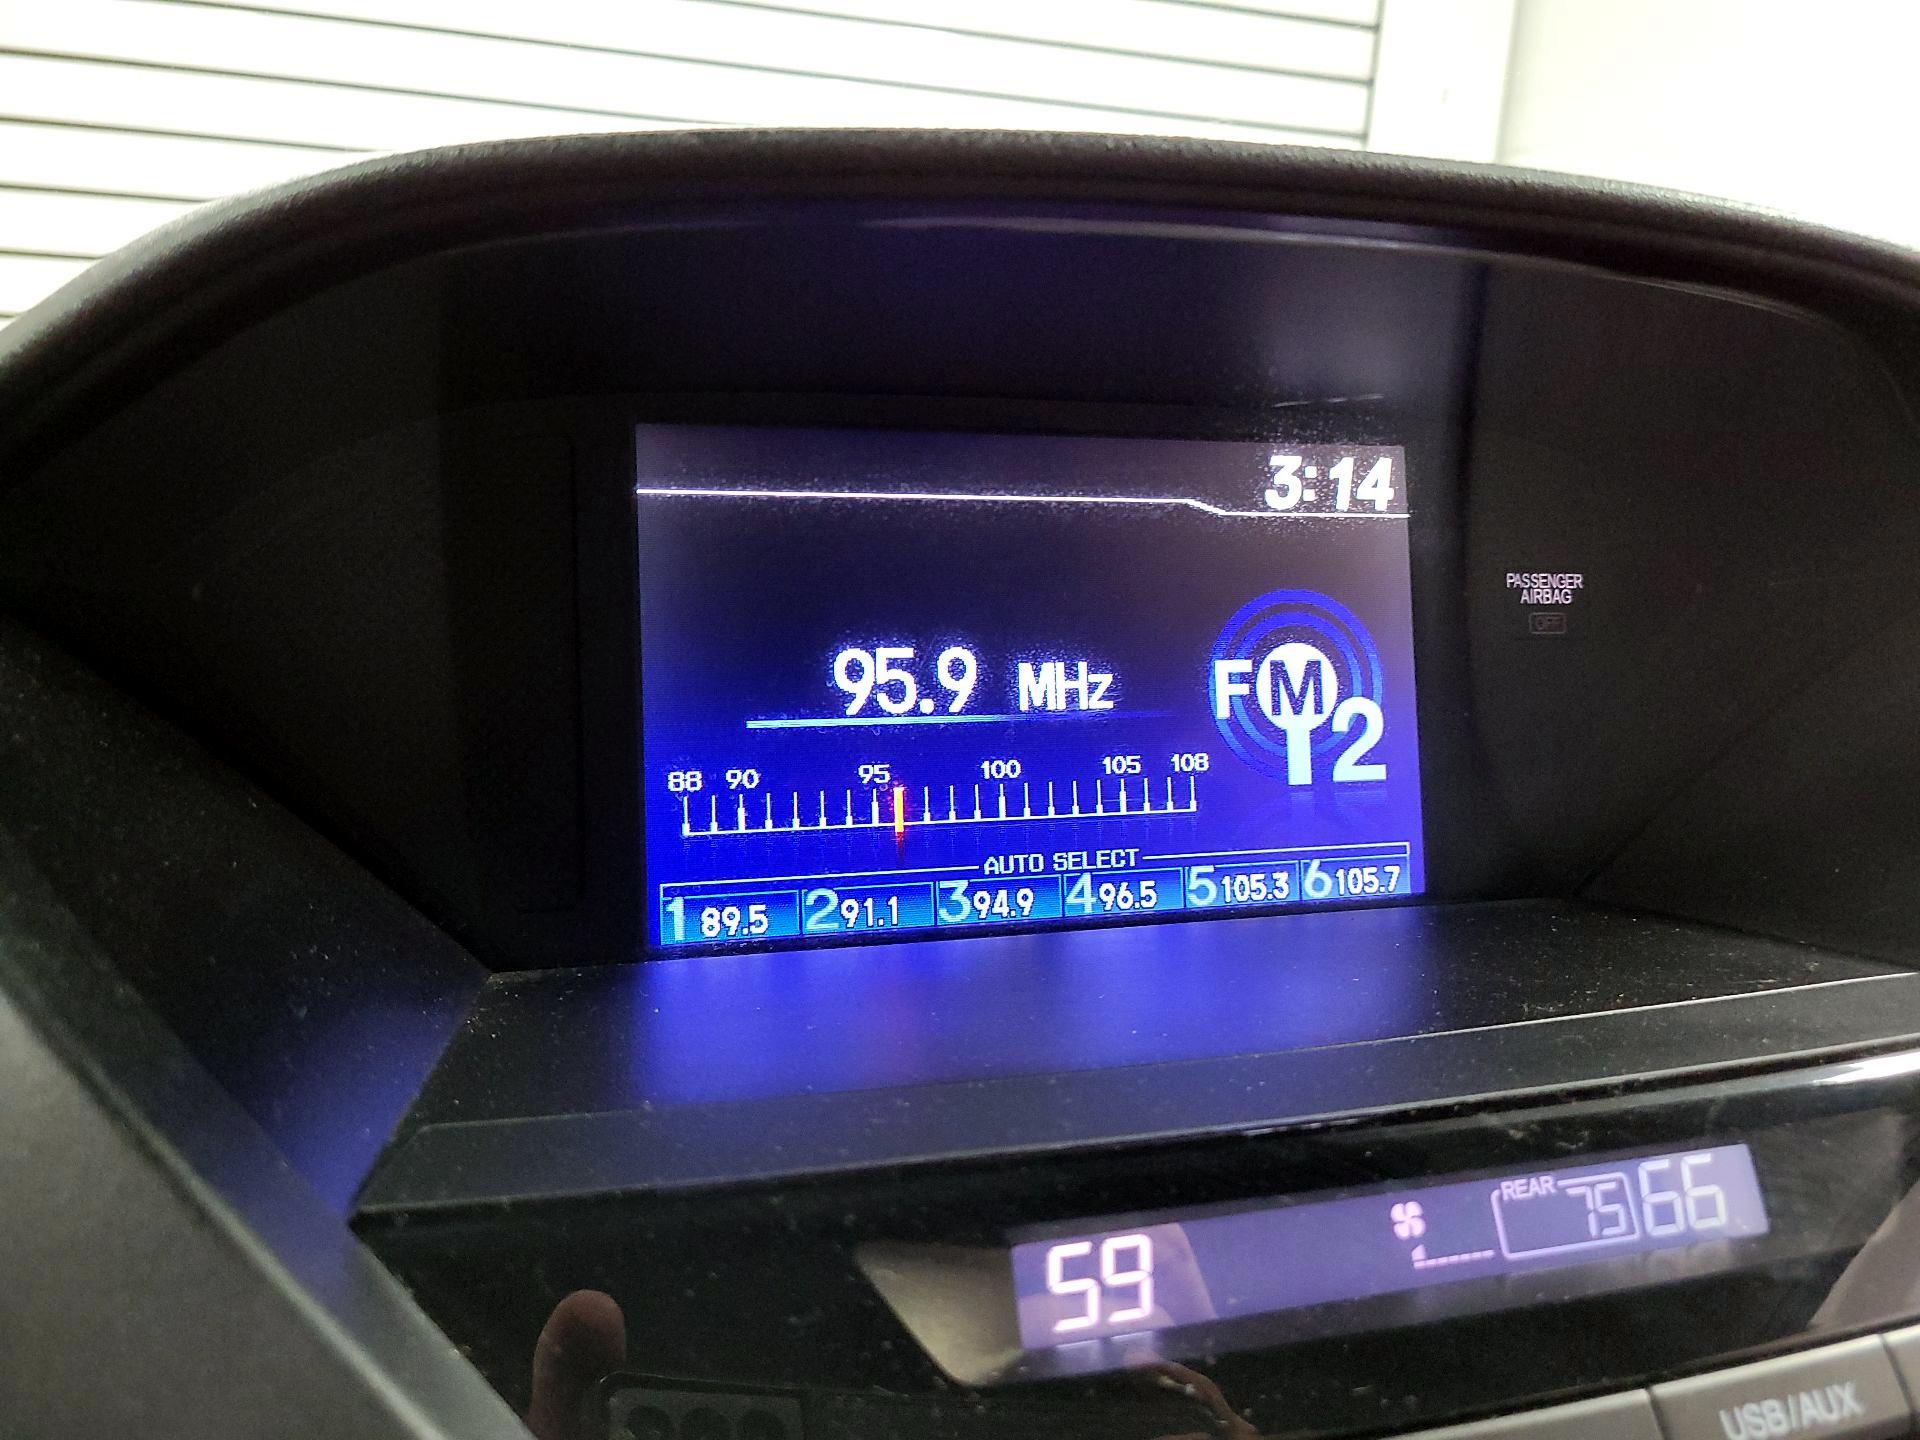 3:14
PASSENGER
AIRBAG
OFF
95.9 MHz
FM2
88 90 95 100 105 108
AUTO SELECT
1 89.5 2 91.1 3 94.9 4 96.5 5 105.3 6 105.7
59 REAR 75 66
USB/AUX